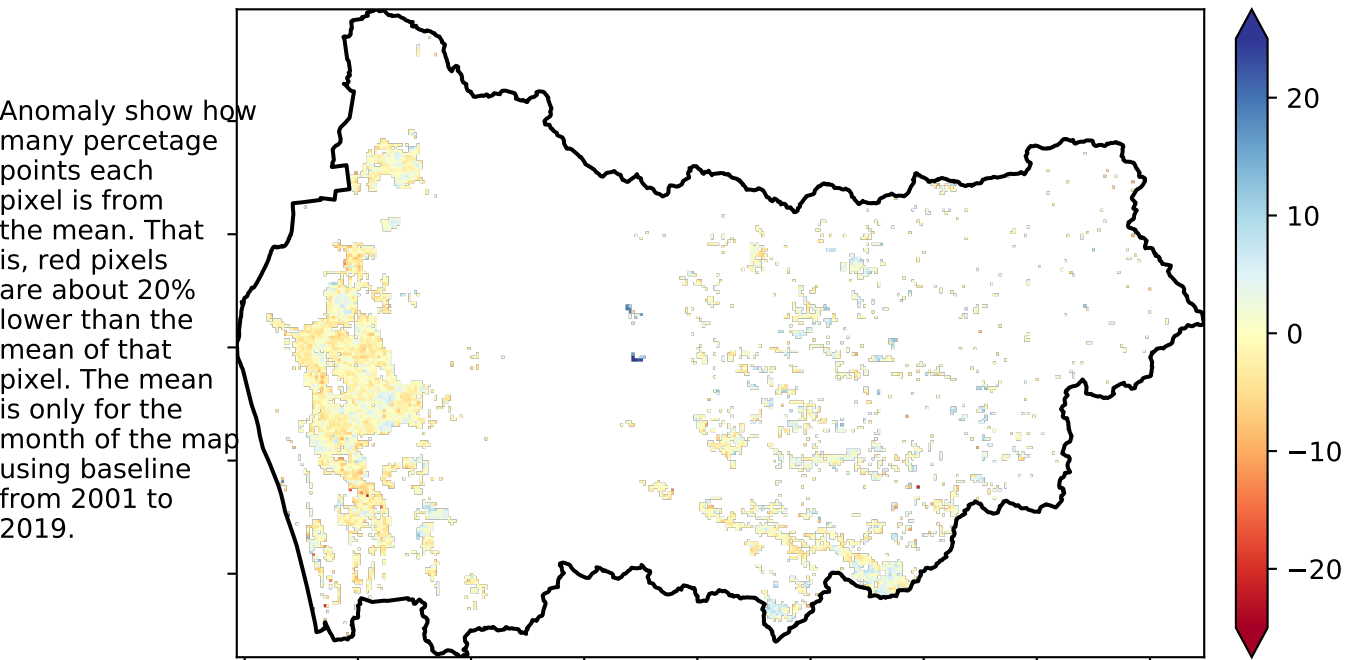 Anomaly show how
many percetage
points each
pixel is from
the mean. That
is, red pixels
are about 20%
lower than the
mean of that
pixel. The mean
is only for the
month of the map
using baseline
from 2001 to
2019.
20
10
0
−10
−20